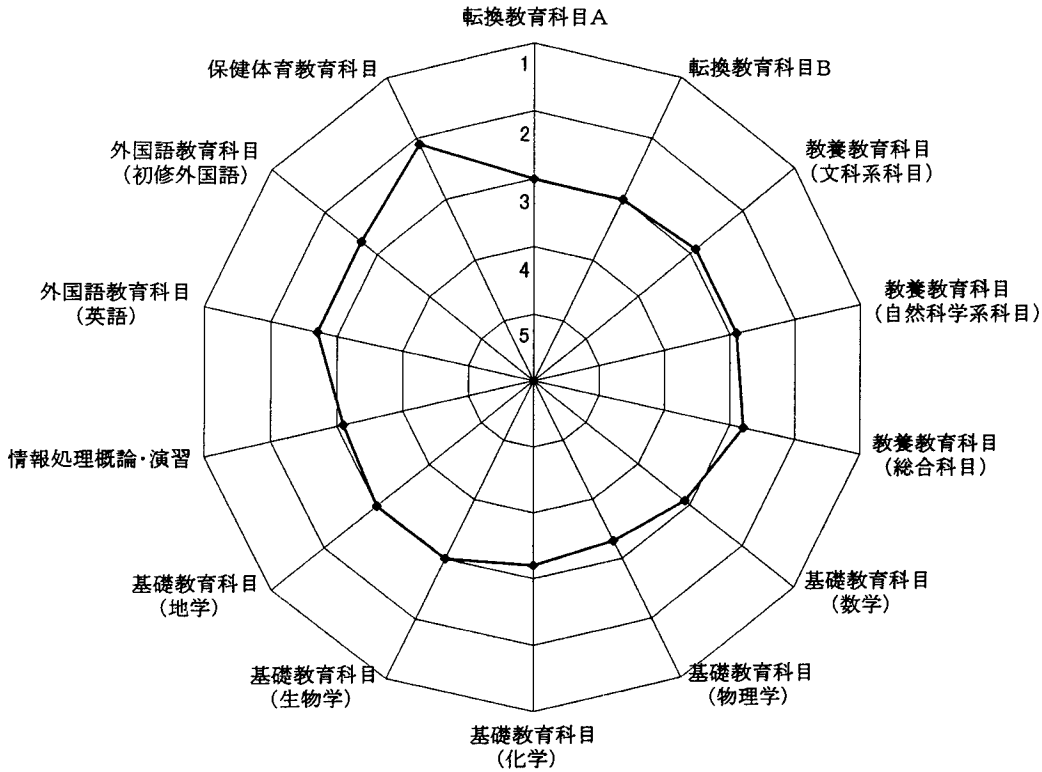 転換教育科目A
転換教育科目B
教養教育科目
(文科系科目)
教養教育科目
(自然科学系科目)
教養教育科目
(総合科目)
基礎教育科目
(数学)
基礎教育科目
(物理学)
基礎教育科目
(化学)
基礎教育科目
(生物学)
基礎教育科目
(地学)
情報処理概論・演習
外国語教育科目
(英語)
外国語教育科目
(初修外国語)
保健体育教育科目
1
2
3
4
5